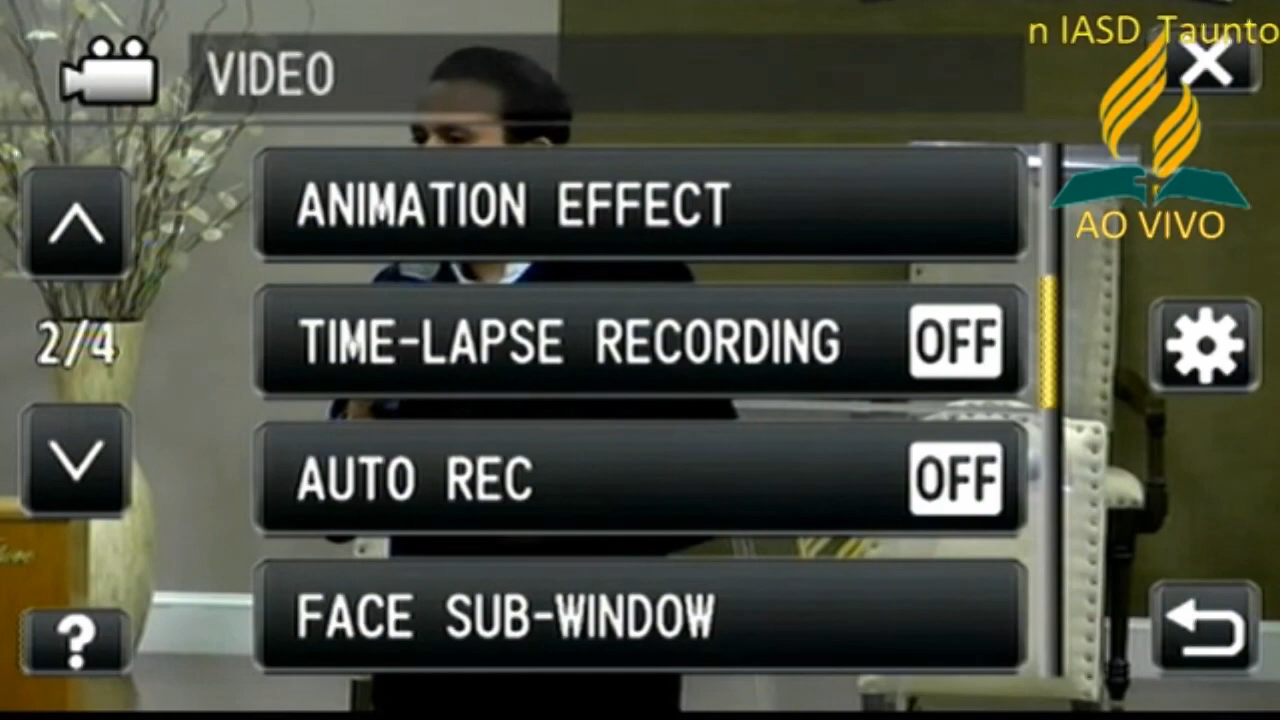 n IASD Taunto
VIDEO
AO VIVO
ANIMATION EFFECT
TIME-LAPSE RECORDING OFF
2/4
AUTO REC OFF
FACE SUB-WINDOW
?